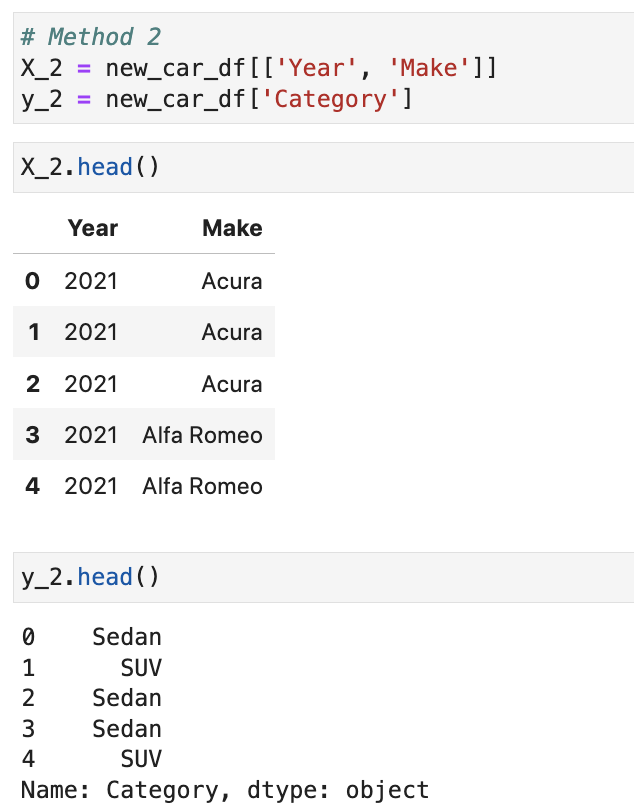 # Method 2
X_2 = new_car_df[['Year', 'Make']]
y_2 = new_car_df['Category']
X_2.head()
Year Make
0 2021 Acura
1 2021 Acura
2 2021 Acura
3 2021 Alfa Romeo
4 2021 Alfa Romeo
y_2.head()
0 Sedan
1 SUV
2 Sedan
3 Sedan
4 SUV
Name: Category, dtype: object